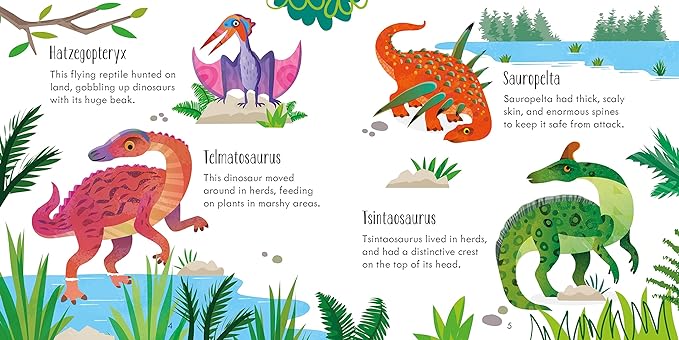 Hatzegopteryx
This flying reptile hunted on
land, gobbling up dinosaurs
with its huge beak.
Telmatosaurus
This dinosaur moved
around in herds, feeding
on plants in marshy areas.
4
Sauropelta
Sauropelta had thick, scaly
skin, and enormous spines
to keep it safe from attack.
Tsintaosaurus
Tsintaosaurus lived in herds,
and had a distinctive crest
on the top of its head.
5